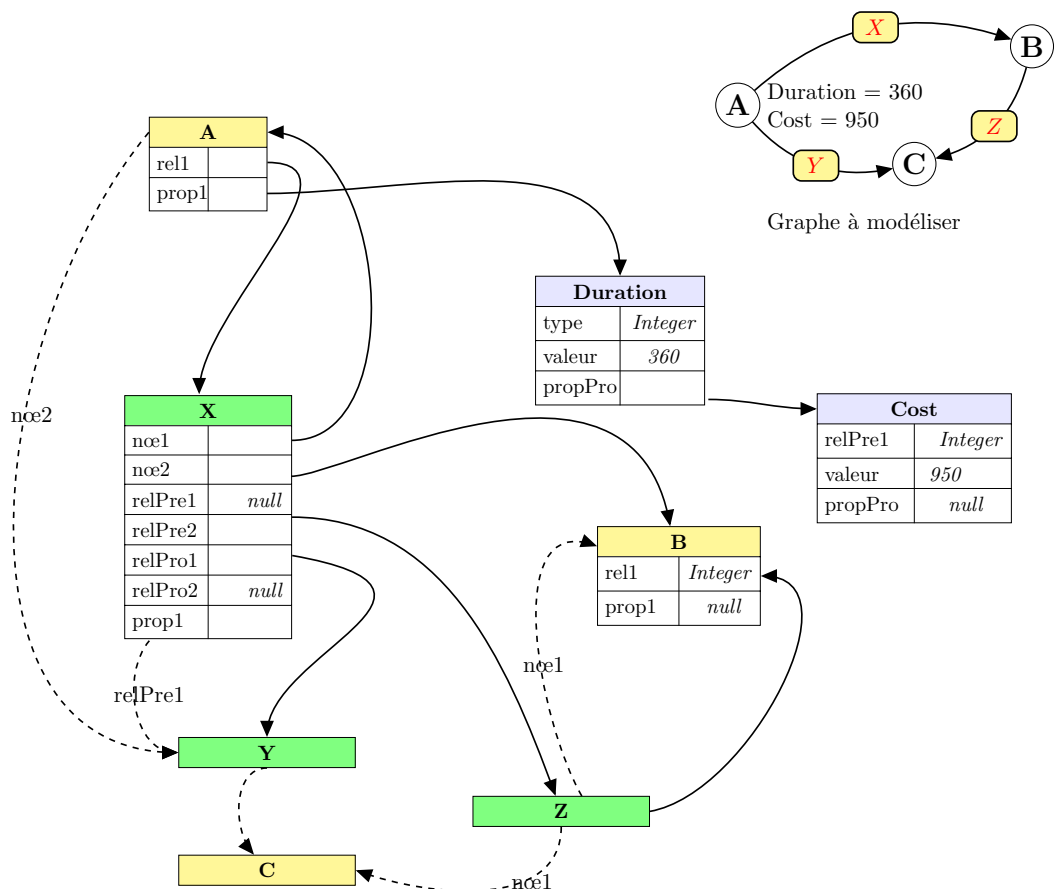 X
B
A
Duration = 360
Cost = 950
Z
Y
C
Graphe à modéliser
A
rel1
prop1
Duration
type Integer
valeur 360
propPro
Cost
relPre1 Integer
valeur 950
propPro null
nœ2
X
nœ1
nœ2
relPre1 null
relPre2
relPro1
relPro2 null
prop1
B
rel1 Integer
prop1 null
nœ1
relPre1
Y
Z
C
nœ1